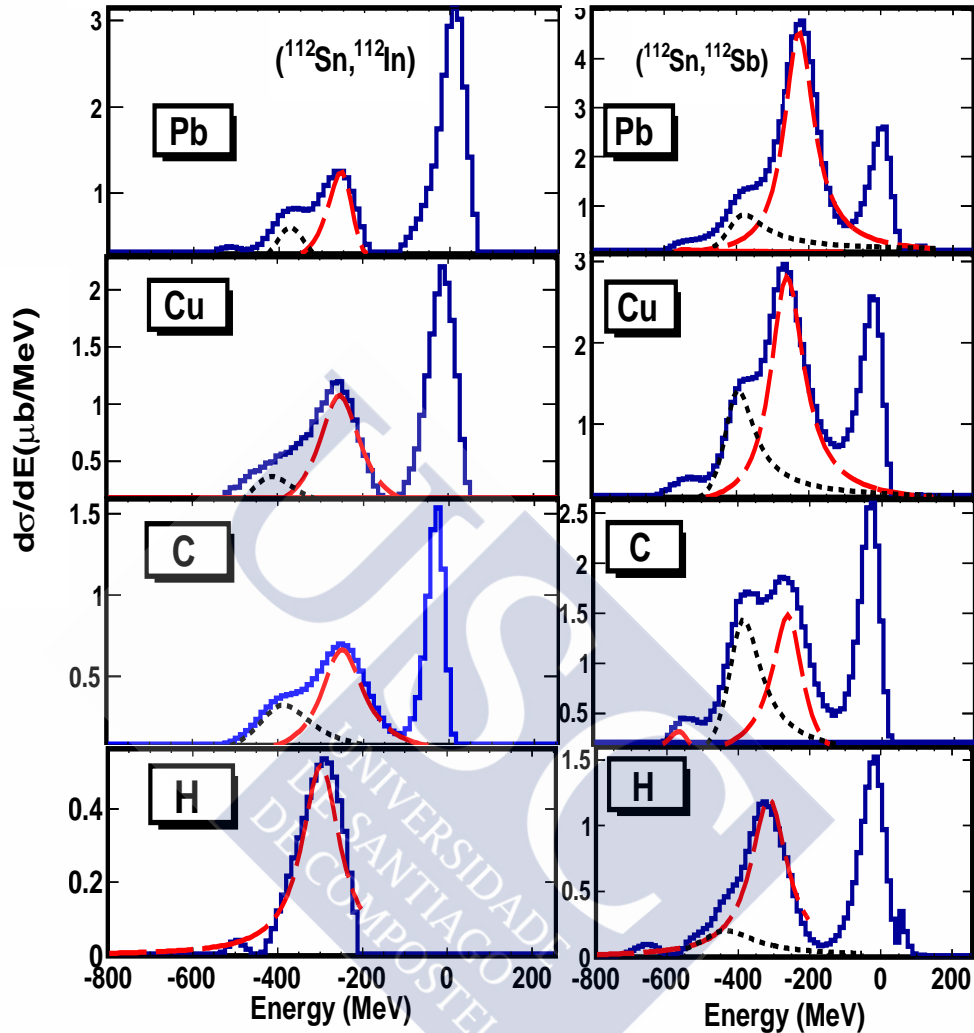 dσ/dE(μb/MeV)
(¹¹²Sn,¹¹²In)
Pb
3
2
1
Cu
2
1.5
1
0.5
C
1.5
1
0.5
H
0.4
0.2
0
-800 -600 -400 -200 0 200
Energy (MeV)
(¹¹²Sn,¹¹²Sb)
Pb
5
4
3
2
1
Cu
3
2
1
C
2.5
2
1.5
1
0.5
H
1.5
1
0.5
0
-800 -600 -400 -200 0 200
Energy (MeV)
USC
UNIVERSIDADE
DE SANTIAGO
DE COMPOSTEL